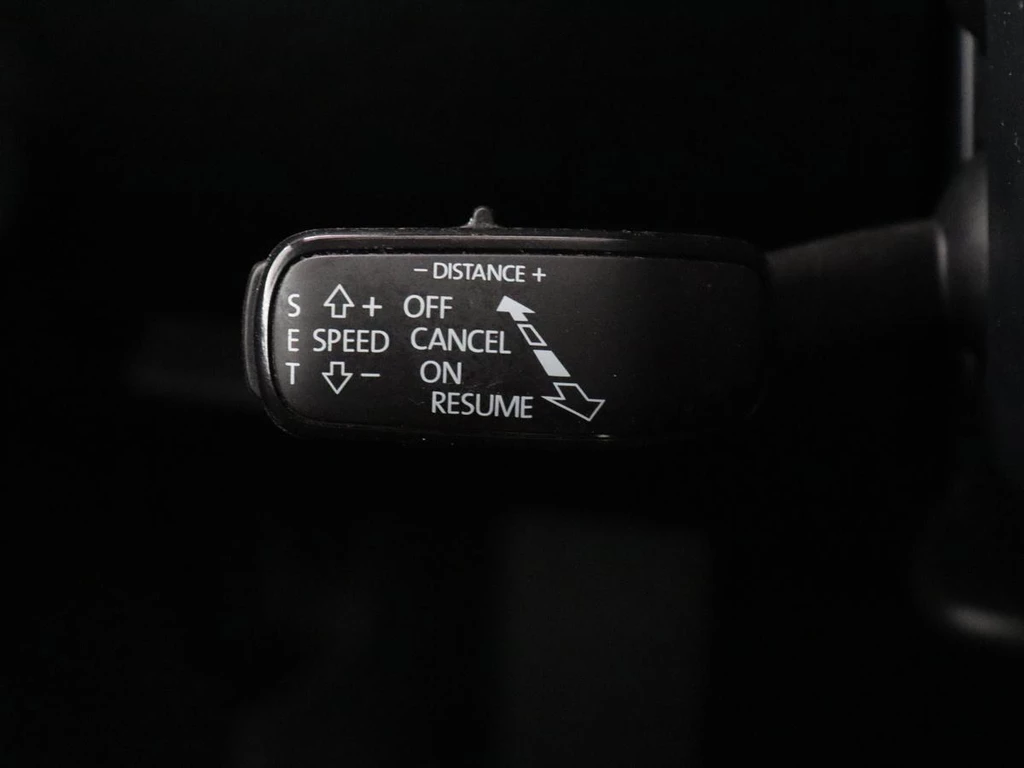 − DISTANCE +
S + OFF
E SPEED CANCEL
T − ON
RESUME